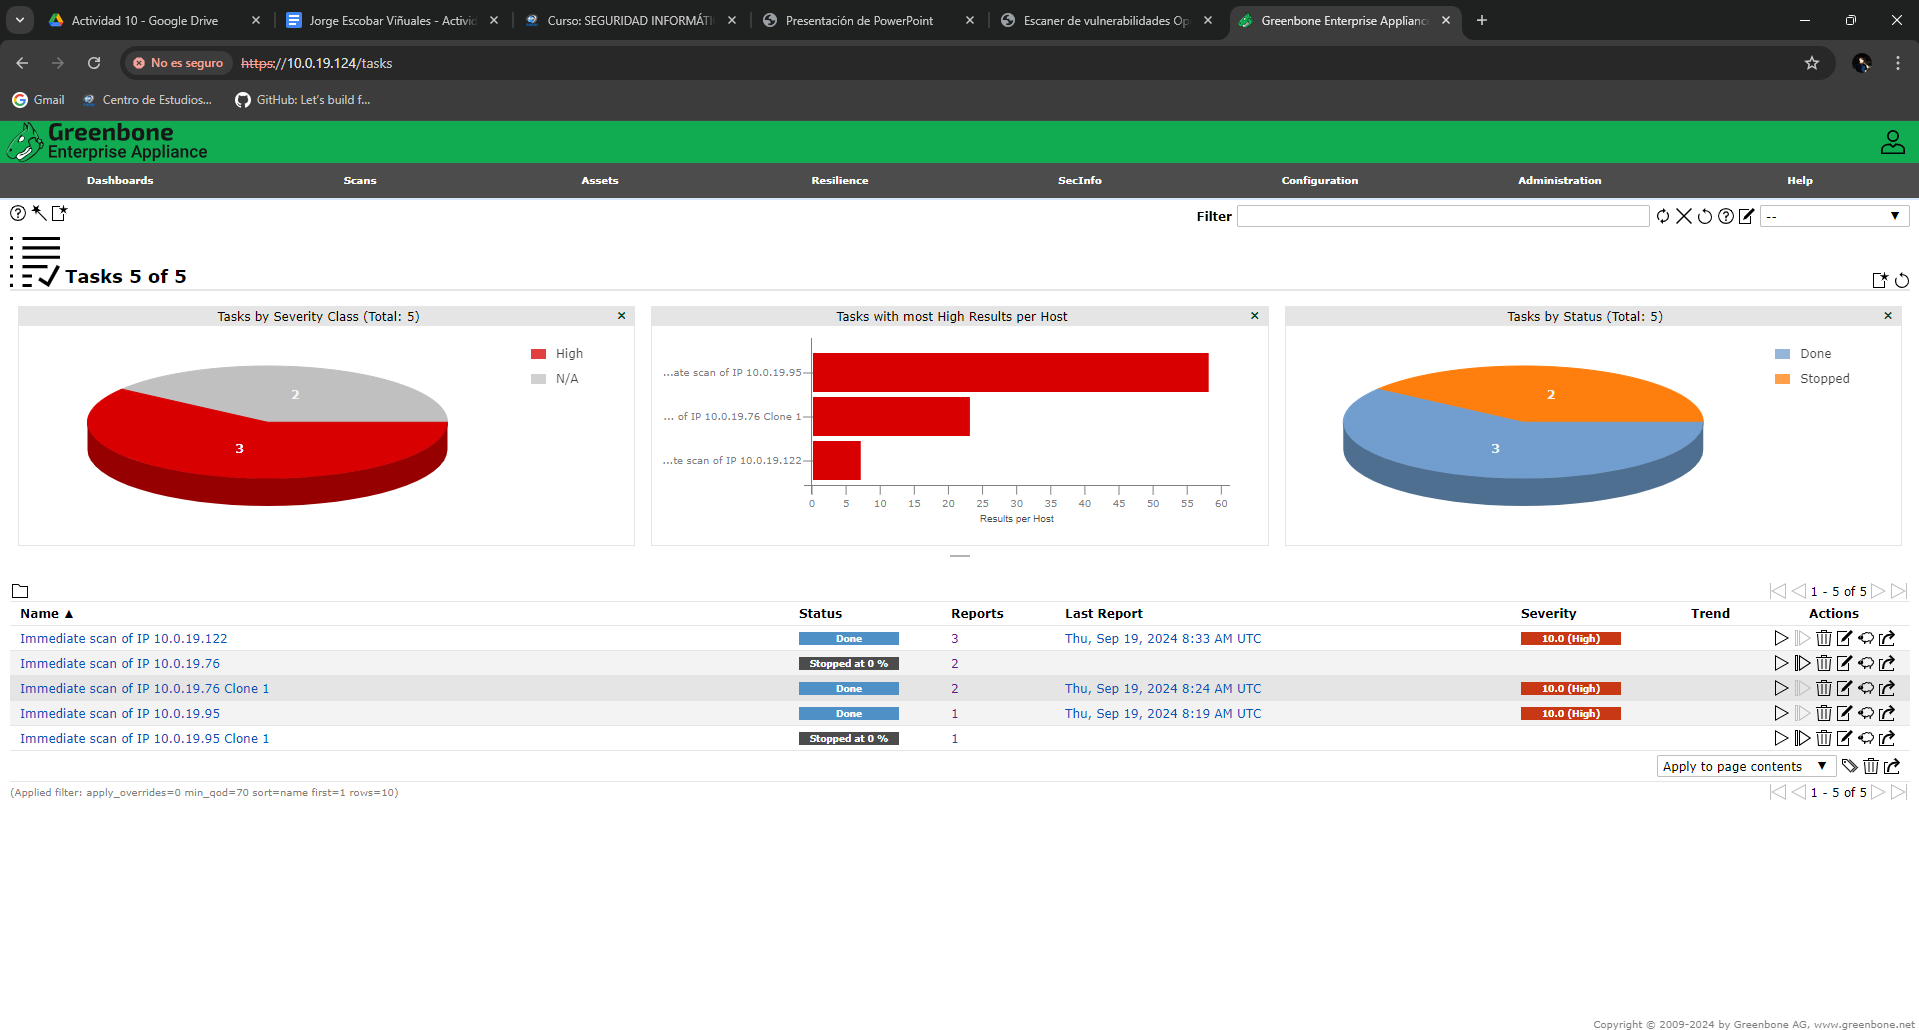 Actividad 10 - Google Drive
Jorge Escobar Viñuales - Activid
Curso: SEGURIDAD INFORMÁTI
Presentación de PowerPoint
Escaner de vulnerabilidades Op
Greenbone Enterprise Applianc
No es seguro
https://10.0.19.124/tasks
Gmail
Centro de Estudios...
GitHub: Let's build f...
Greenbone
Enterprise Appliance
Dashboards
Scans
Assets
Resilience
SecInfo
Configuration
Administration
Help
Filter
--
Tasks 5 of 5
Tasks by Severity Class (Total: 5)
High
N/A
2
3
Tasks with most High Results per Host
...ate scan of IP 10.0.19.95
... of IP 10.0.19.76 Clone 1
...te scan of IP 10.0.19.122
0 5 10 15 20 25 30 35 40 45 50 55 60
Results per Host
Tasks by Status (Total: 5)
Done
Stopped
2
3
1 - 5 of 5
Name ▲ Status Reports Last Report Severity Trend Actions
Immediate scan of IP 10.0.19.122 Done 3 Thu, Sep 19, 2024 8:33 AM UTC 10.0 (High)
Immediate scan of IP 10.0.19.76 Stopped at 0 % 2
Immediate scan of IP 10.0.19.76 Clone 1 Done 2 Thu, Sep 19, 2024 8:24 AM UTC 10.0 (High)
Immediate scan of IP 10.0.19.95 Done 1 Thu, Sep 19, 2024 8:19 AM UTC 10.0 (High)
Immediate scan of IP 10.0.19.95 Clone 1 Stopped at 0 % 1
Apply to page contents
(Applied filter: apply_overrides=0 min_qod=70 sort=name first=1 rows=10)
1 - 5 of 5
Copyright © 2009-2024 by Greenbone AG, www.greenbone.net